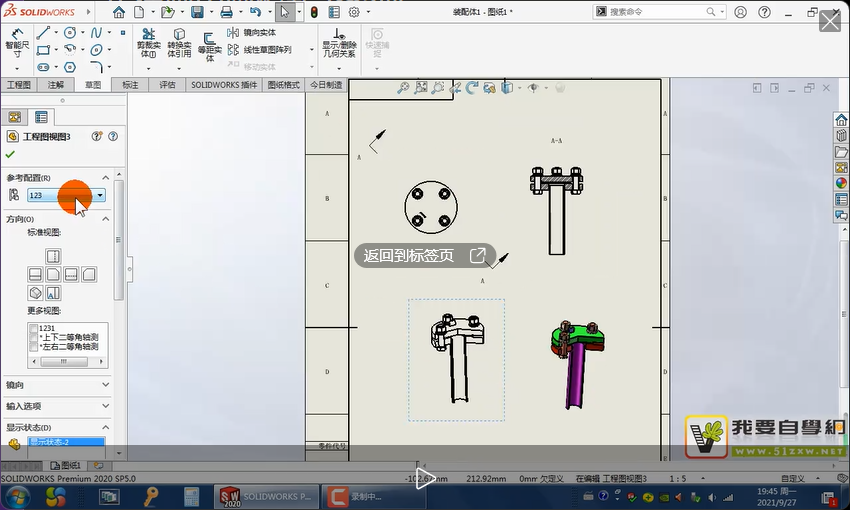 SOLIDWORKS
装配体1 - 图纸1 *
搜索命令
智能尺寸
剪裁实体(T)
转换实体引用
等距实体
镜向实体
线性草图阵列
移动实体
显示/删除几何关系
快速捕捉
工程图
注解
草图
标注
评估
SOLIDWORKS 插件
图纸格式
今日制造
工程图视图3
参考配置(R)
123
方向(O)
标准视图:
更多视图:
1231
*上下二等角轴测
*左右二等角轴测
镜向
输入选项
显示状态(D)
显示状态-2
A
B
C
D
零件代号
A
A-A
A
返回到标签页
A
B
C
D
我要自學網
www.51zxw.net
图纸1
SOLIDWORKS Premium 2020 SP5.0
212.92mm
0mm 欠定义
在编辑 工程图视图3
1 : 5
自定义
SOLIDWORKS P...
录制中...
19:45 周一
2021/9/27